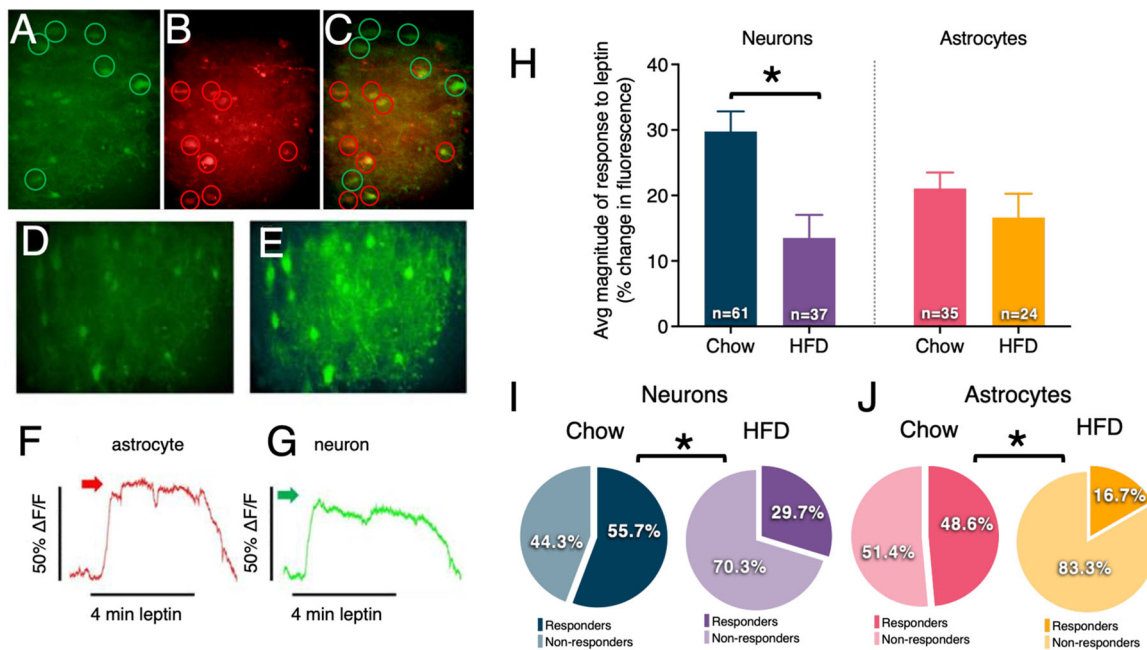 A
B
C
D
E
F
astrocyte
50% ΔF/F
4 min leptin
G
neuron
50% ΔF/F
4 min leptin
H
Neurons
Astrocytes
Avg magnitude of response to leptin
(% change in fluorescence)
40
30
20
10
0
*
n=61
n=37
n=35
n=24
Chow
HFD
Chow
HFD
I
Neurons
Chow
*
HFD
44.3%
55.7%
29.7%
70.3%
Responders
Non-responders
Responders
Non-responders
J
Astrocytes
Chow
*
HFD
51.4%
48.6%
16.7%
83.3%
Responders
Non-responders
Responders
Non-responders